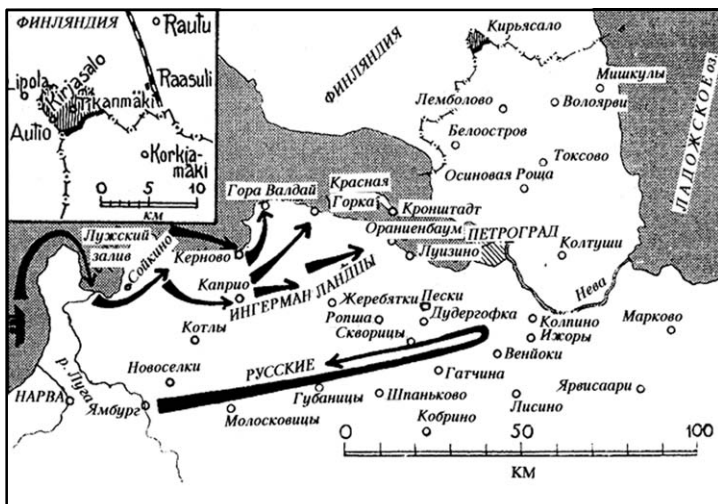 ФИНЛЯНДИЯ
Rautu
Lipola
Kirjasalo
Raasuli
Tikanmäki
Autio
Korkia-
mäki
0 5 10
КМ
ФИНЛЯНДИЯ
Кирьясало
Мишкулы
Лемболово
Волоярви
Белоостров
Токсово
Осиновая Роща
ЛАДОЖСКОЕ ОЗ.
Гора Валдай
Красная
Горка
Кронштадт
Ораниенбаум
ПЕТРОГРАД
Лужский
залив
Сойкино
Керново
Луизино
Колтуши
Каприо
ИНГЕРМАНЛАНДЦЫ
Нева
Жеребятки
Пески
Ропша
Дудергофка
Скворицы
Колпино
Ижоры
Марково
Котлы
Венйоки
Новоселки
РУССКИЕ
Гатчина
р. Луга
НАРВА
Ямбург
Губаницы
Шпаньково
Лисино
Ярвисаари
Молосковицы
Кобрино
0 50 100
КМ